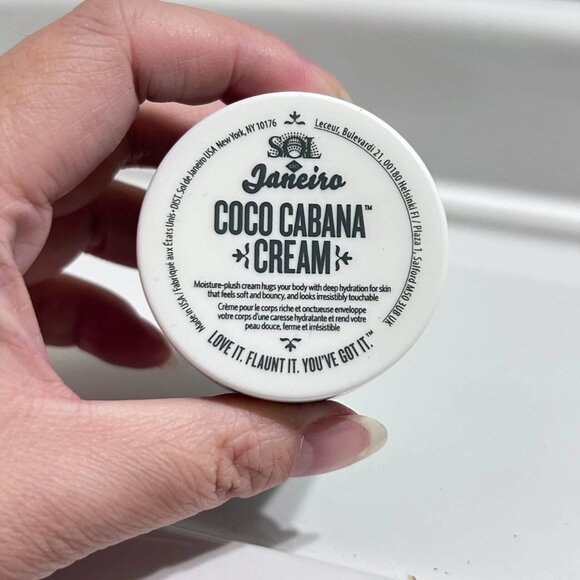 Made in USA/Fabriqué aux États Unis • DIST. Sol de Janeiro USA New York, NY 10176
Leceur, Bulevardi 21, 00180 Helsinki FI / Plaza 1, Salford M50 3UB UK
SOL
DE
Janeiro
COCO CABANA™
CREAM
Moisture-plush cream hugs your body with deep hydration for skin
that feels soft and bouncy, and looks irresistibly touchable
Crème pour le corps riche et onctueuse enveloppe
votre corps d'une caresse hydratante et rend votre
peau douce, ferme et irrésistible
LOVE IT. FLAUNT IT. YOU'VE GOT IT.™